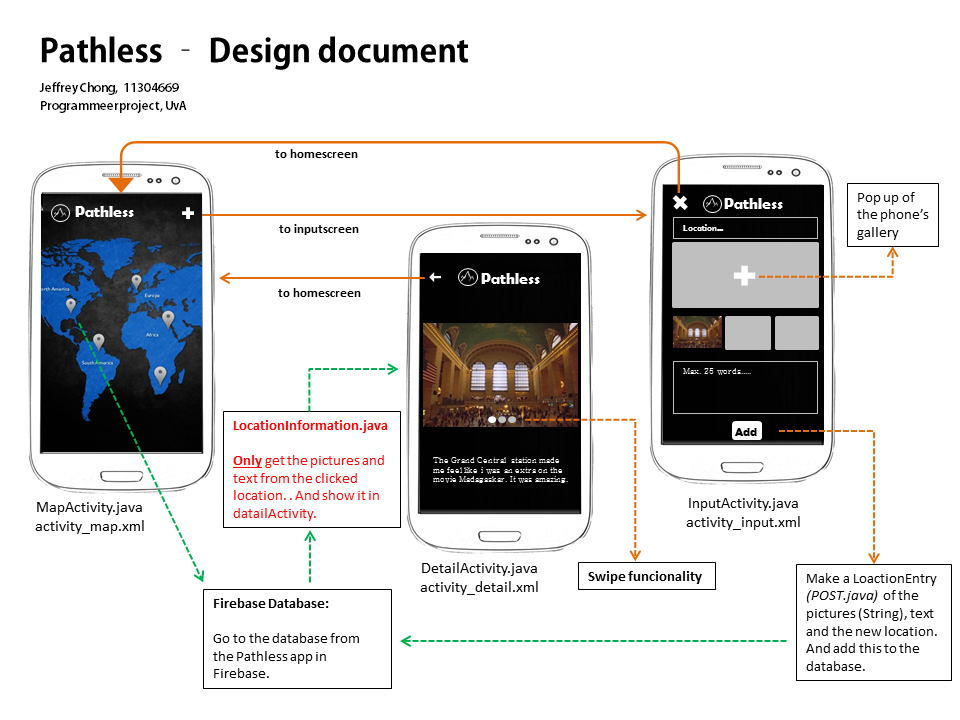 Pathless - Design document
Jeffrey Chong, 11304669
Programmeerproject, UvA
to homescreen
Pathless
to inputscreen
to homescreen
North America
Europe
Africa
South America
MapActivity.java
activity_map.xml
Pathless
The Grand Central station made
me feel like i was an extra on the
movie Madagaskar. It was amazing.
DetailActivity.java
activity_detail.xml
Pathless
Location...
Max. 25 words.....
Add
InputActivity.java
activity_input.xml
Pop up of
the phone's
gallery
LocationInformation.java
Only get the pictures and
text from the clicked
location. . And show it in
datailActivity.
Firebase Database:
Go to the database from
the Pathless app in
Firebase.
Swipe funcionality
Make a LoactionEntry
(POST.java) of the
pictures (String), text
and the new location.
And add this to the
database.